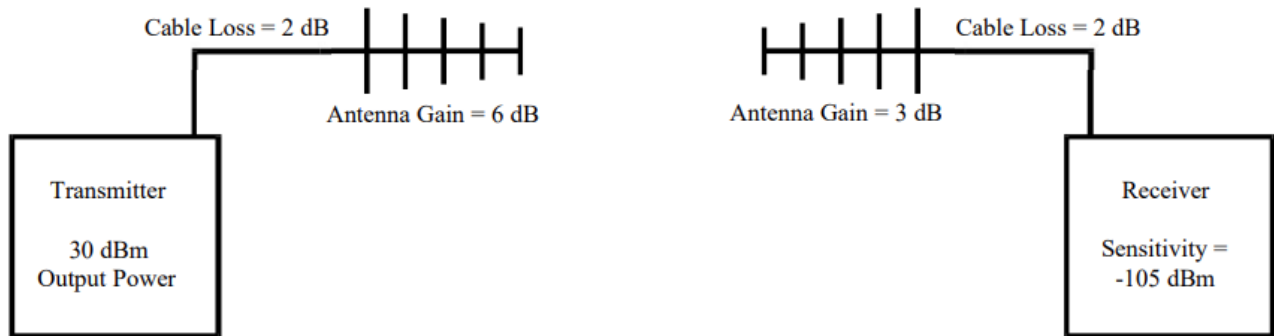 Cable Loss = 2 dB
Cable Loss = 2 dB
Antenna Gain = 6 dB
Antenna Gain = 3 dB
Transmitter
30 dBm
Output Power
Receiver
Sensitivity =
-105 dBm